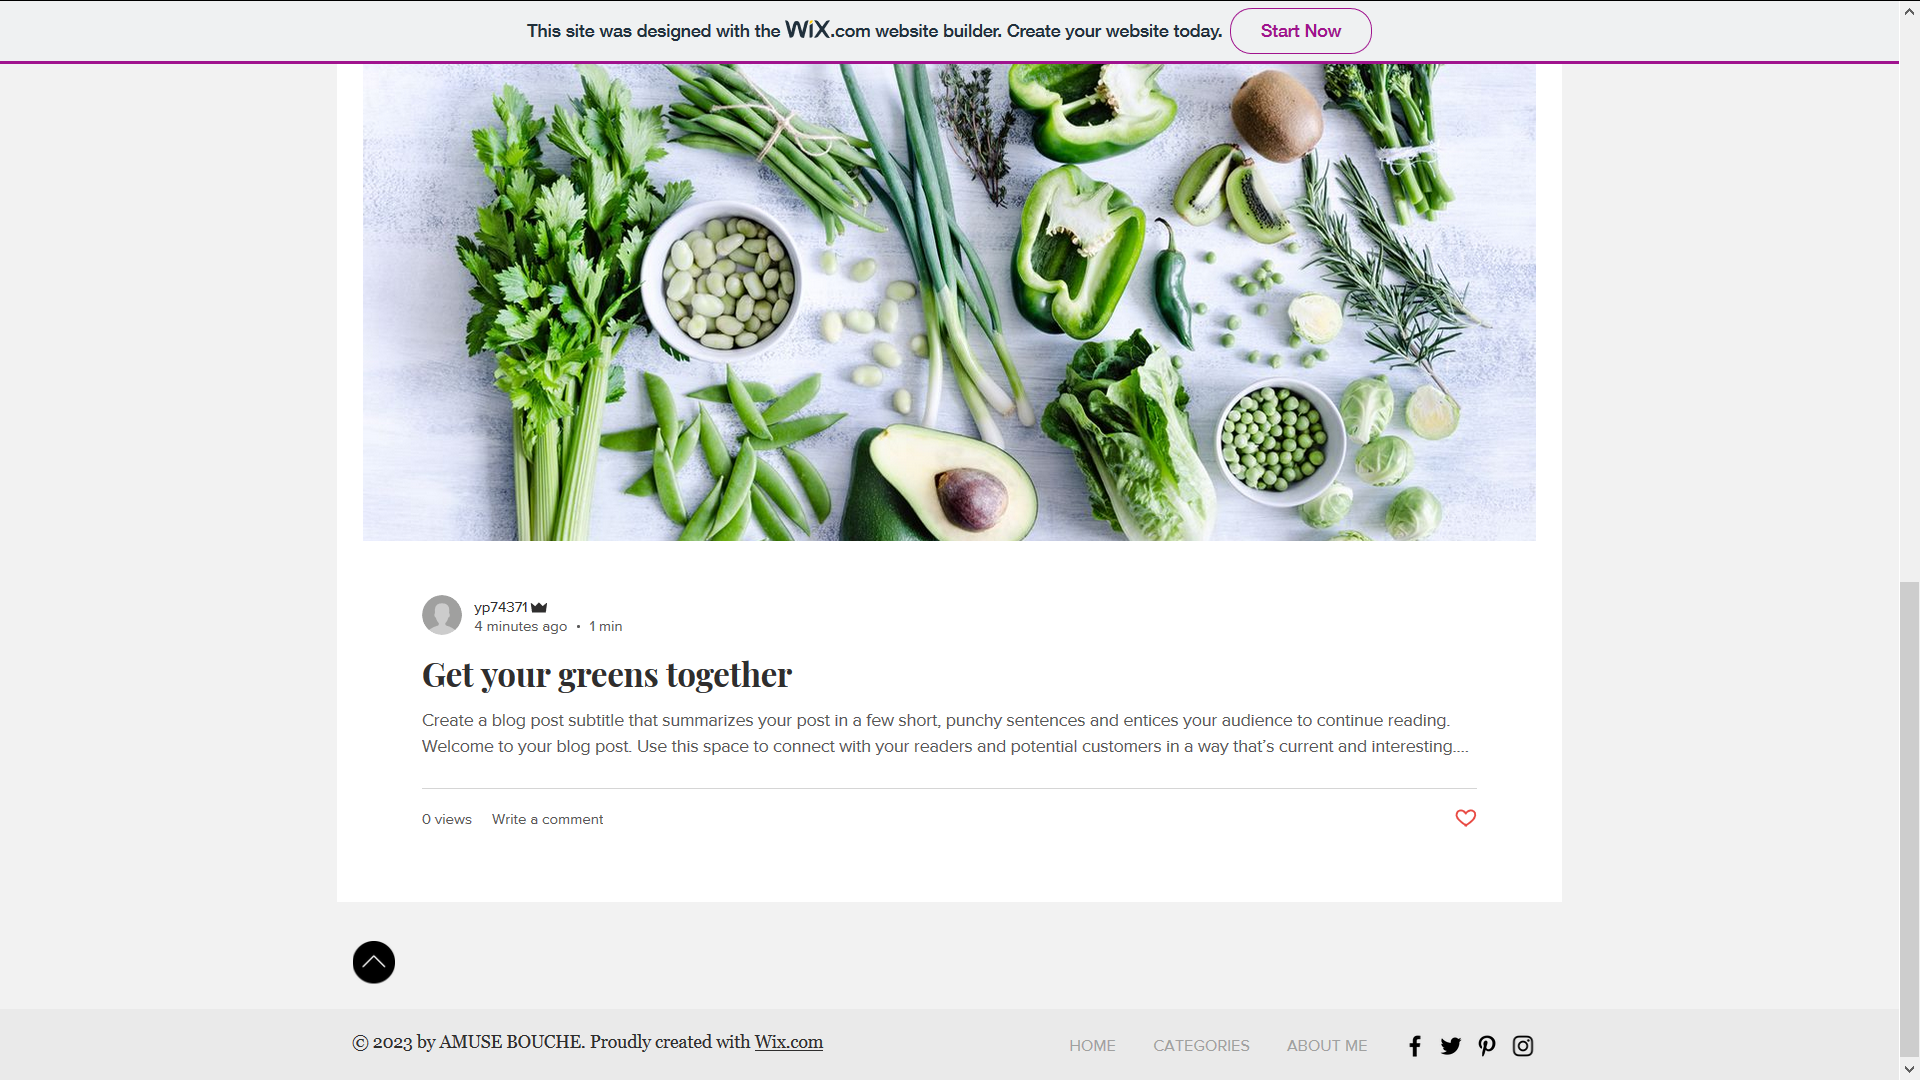 This site was designed with the WiX.com website builder. Create your website today. Start Now
yp74371
4 minutes ago • 1 min
Get your greens together
Create a blog post subtitle that summarizes your post in a few short, punchy sentences and entices your audience to continue reading.
Welcome to your blog post. Use this space to connect with your readers and potential customers in a way that’s current and interesting....
0 views Write a comment
© 2023 by AMUSE BOUCHE. Proudly created with Wix.com
HOME CATEGORIES ABOUT ME